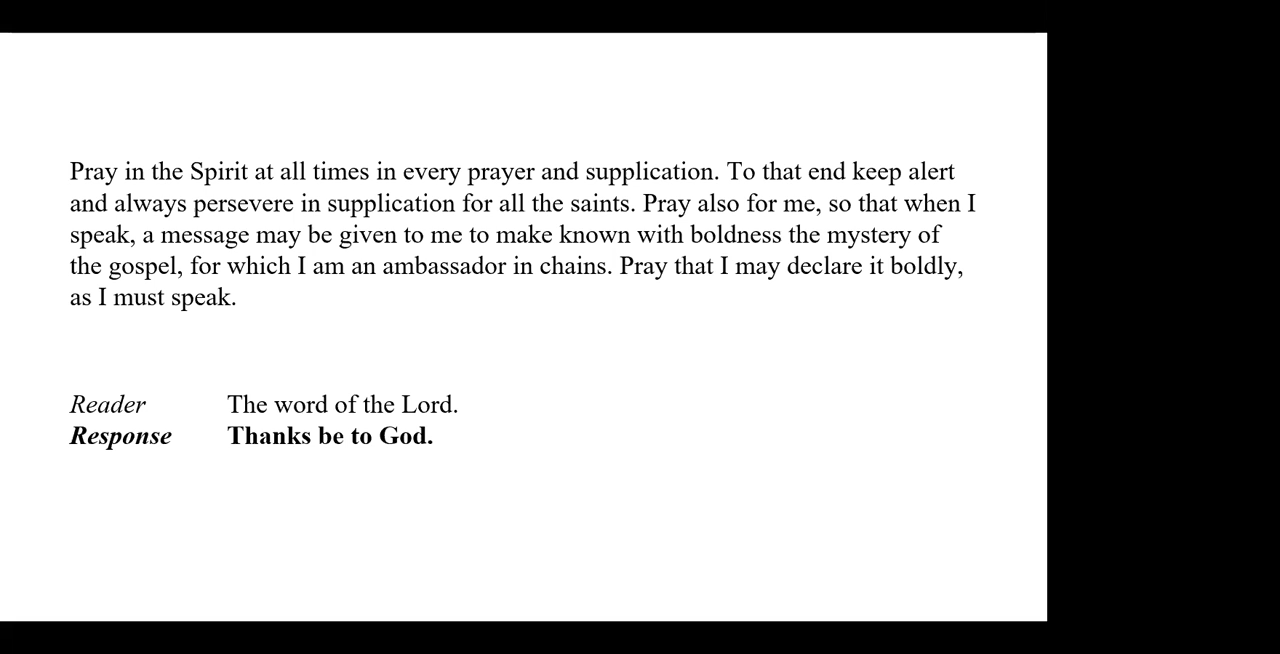 Pray in the Spirit at all times in every prayer and supplication. To that end keep alert
and always persevere in supplication for all the saints. Pray also for me, so that when I
speak, a message may be given to me to make known with boldness the mystery of
the gospel, for which I am an ambassador in chains. Pray that I may declare it boldly,
as I must speak.
Reader The word of the Lord.
Response Thanks be to God.